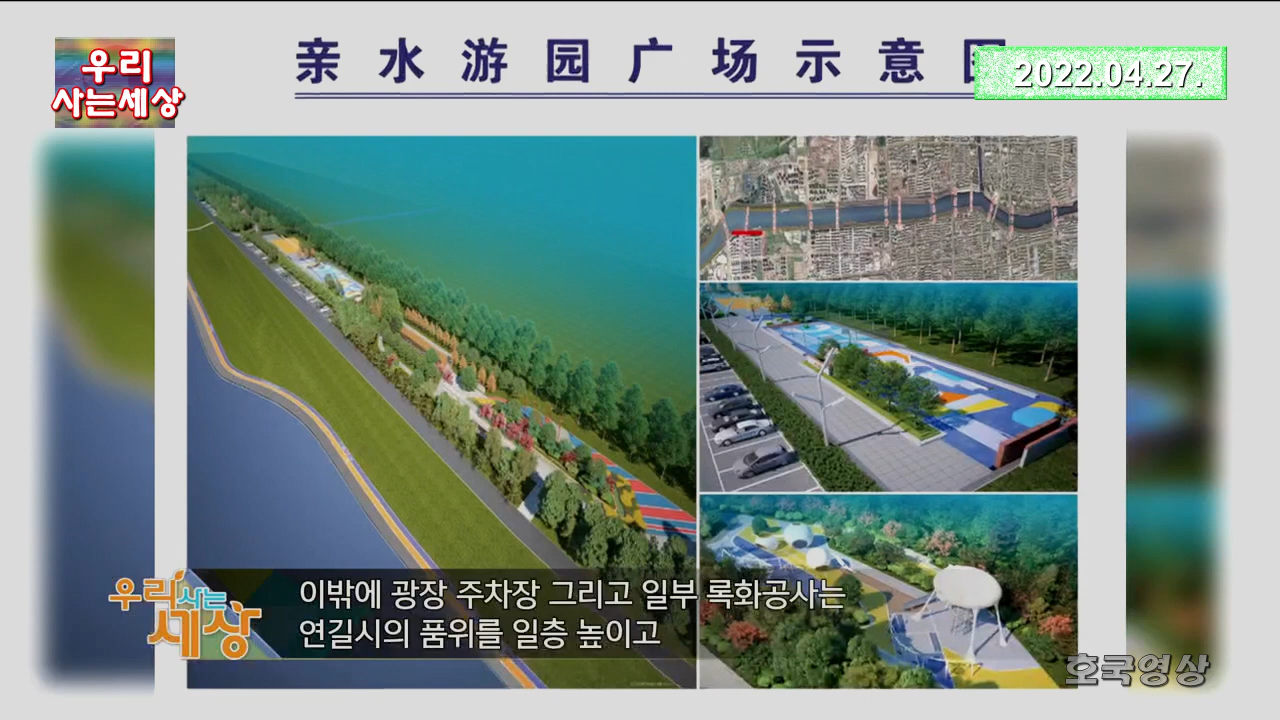 亲水游园广场示意图
우리
사는세상
2022.04.27.
우리사는
세상
이밖에 광장 주차장 그리고 일부 록화공사는
연길시의 품위를 일층 높이고
호국영상